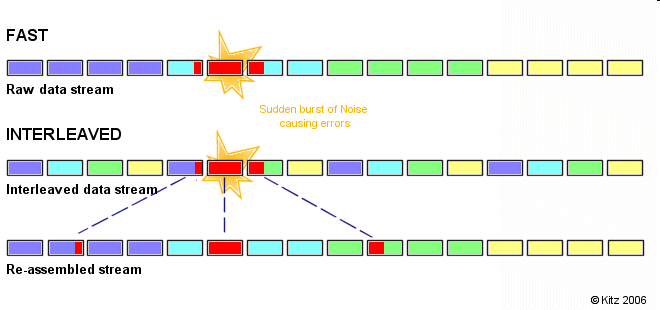 FAST
Raw data stream
Sudden burst of Noise
causing errors
INTERLEAVED
Interleaved data stream
Re-assembled stream
© Kitz 2006